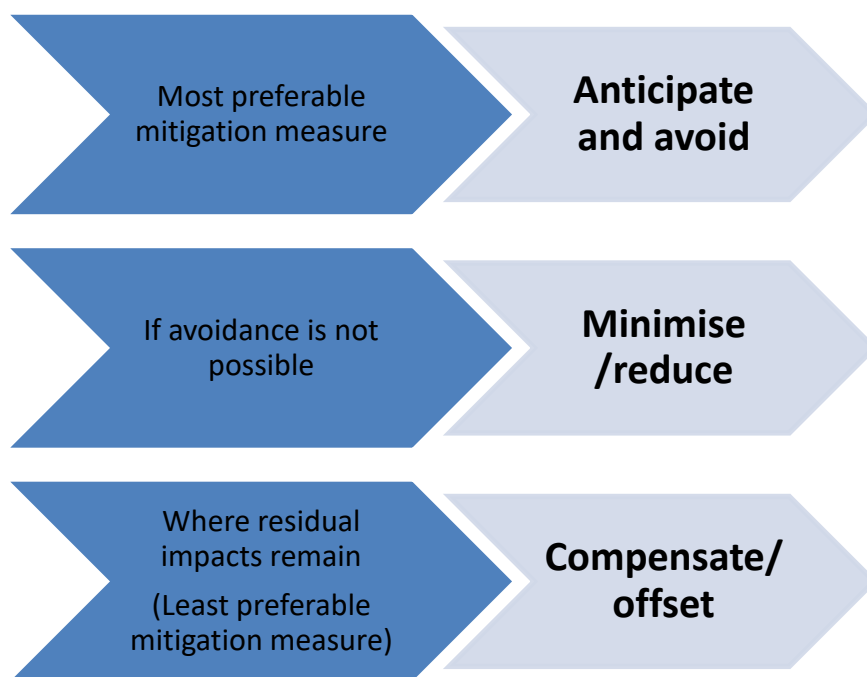 Most preferable
mitigation measure
Anticipate
and avoid
If avoidance is not
possible
Minimise
/reduce
Where residual
impacts remain
(Least preferable
mitigation measure)
Compensate/
offset